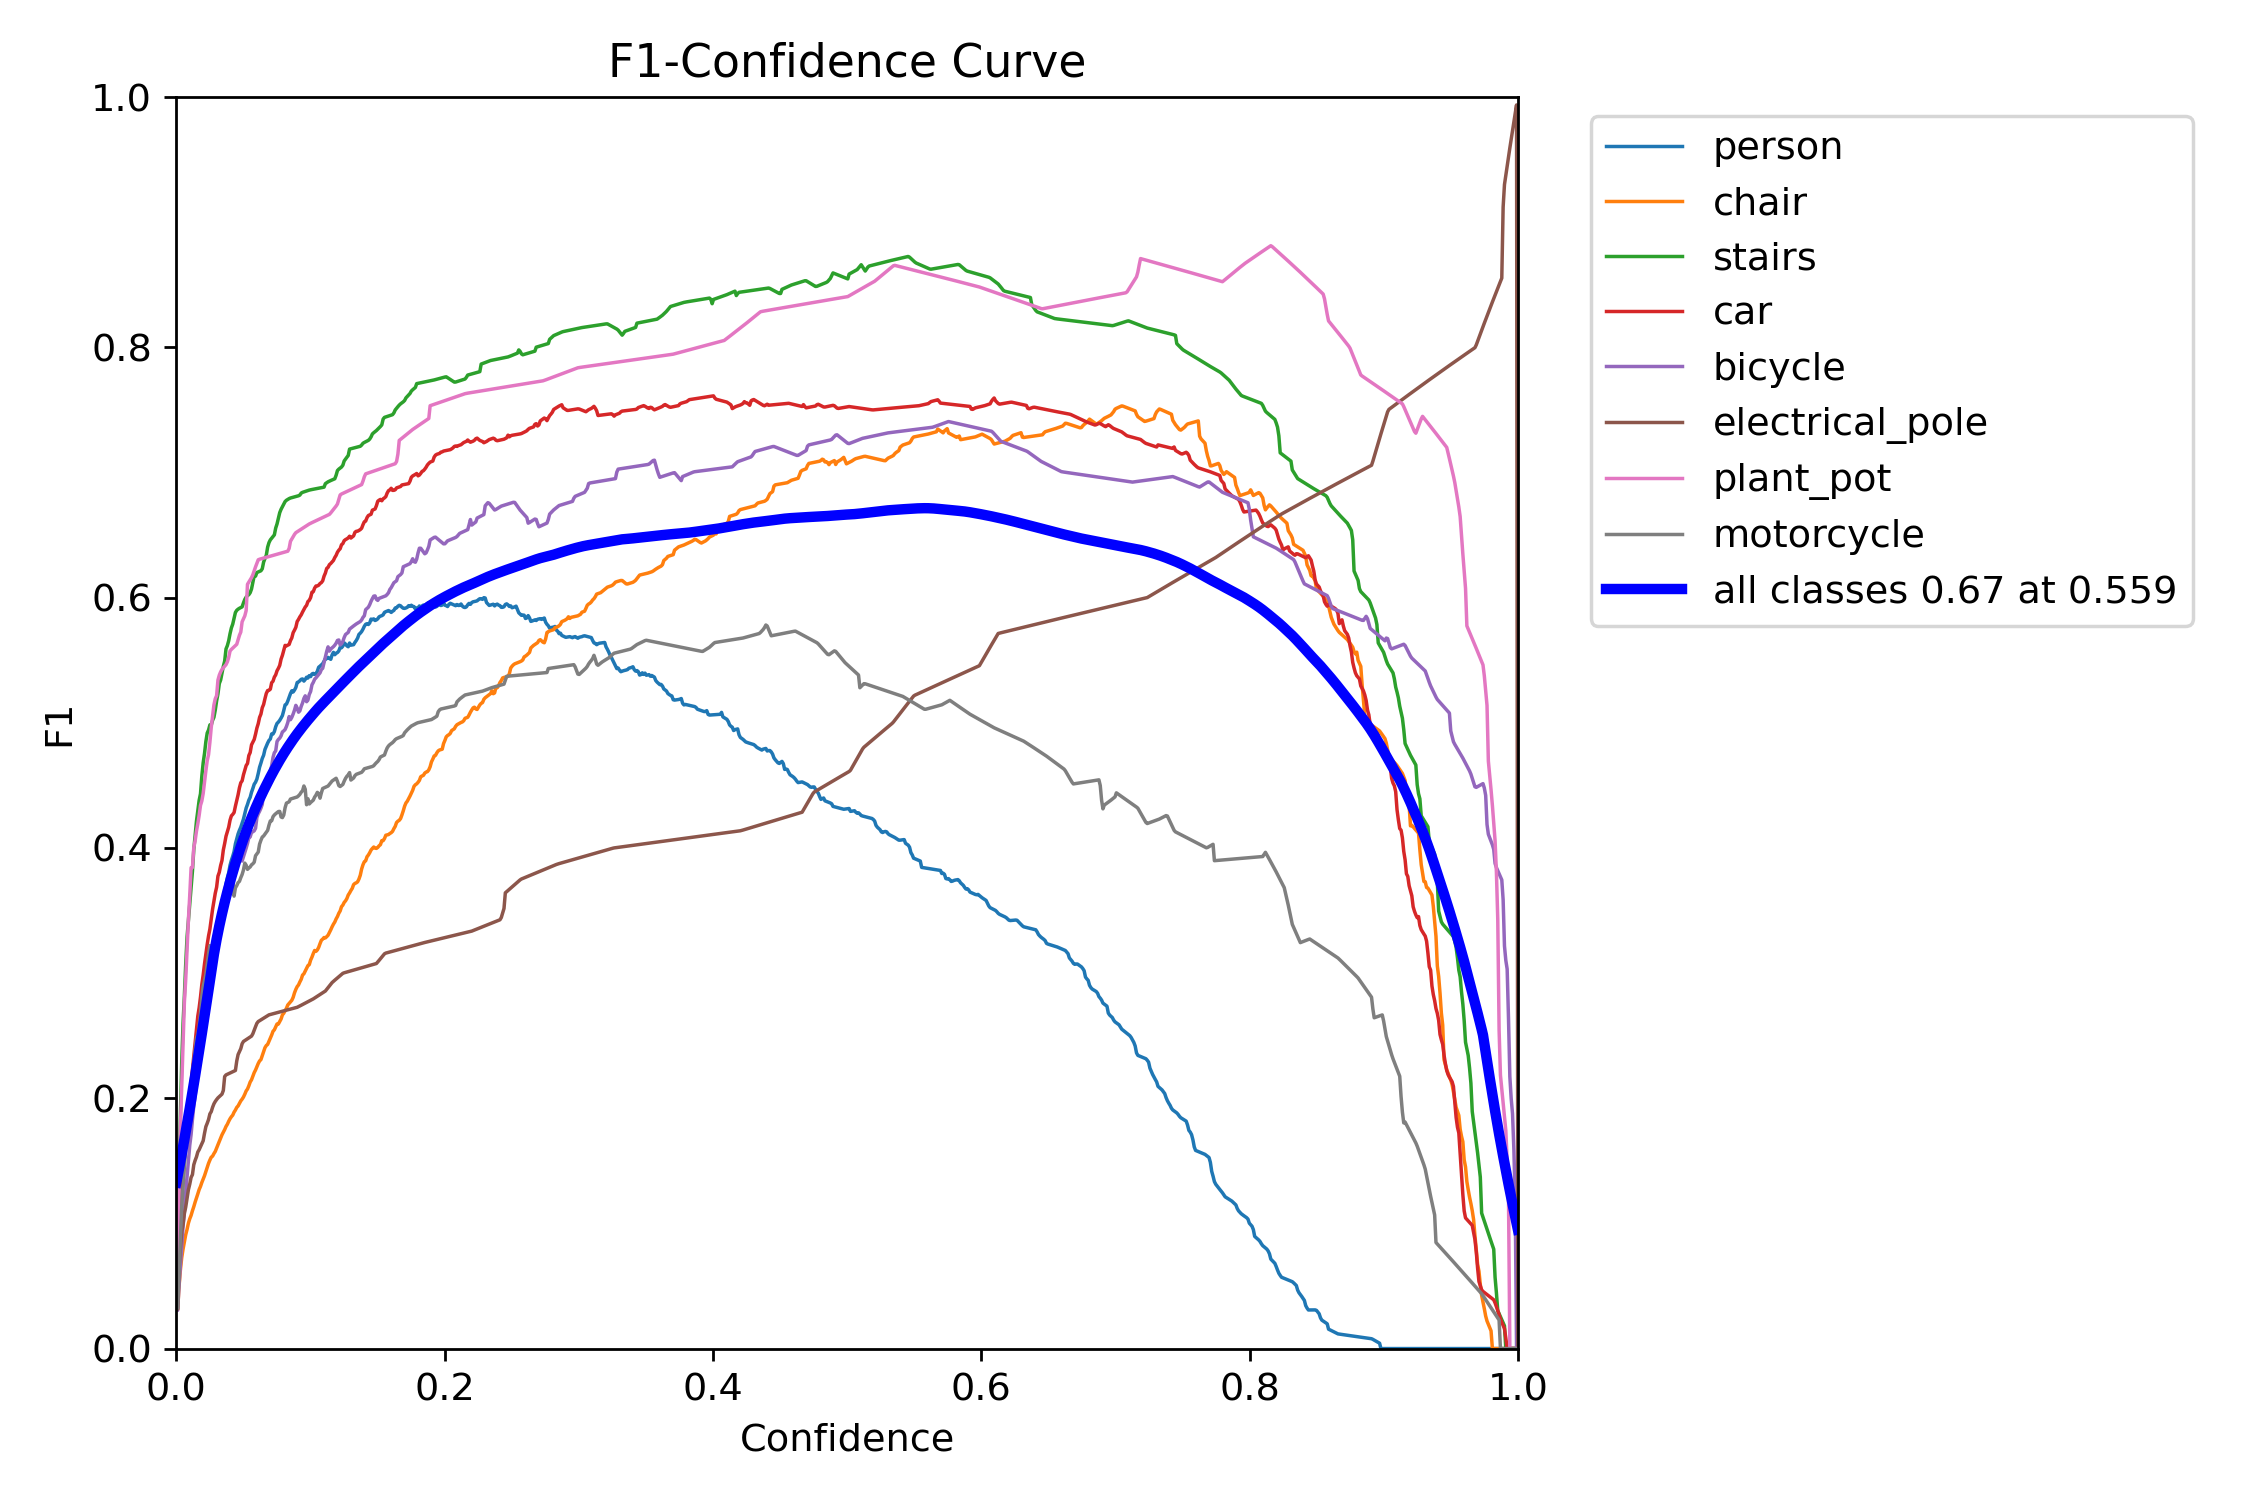 F1-Confidence Curve
1.0
0.8
0.6
0.4
0.2
0.0
F1
0.0 0.2 0.4 0.6 0.8 1.0
Confidence
person
chair
stairs
car
bicycle
electrical_pole
plant_pot
motorcycle
all classes 0.67 at 0.559